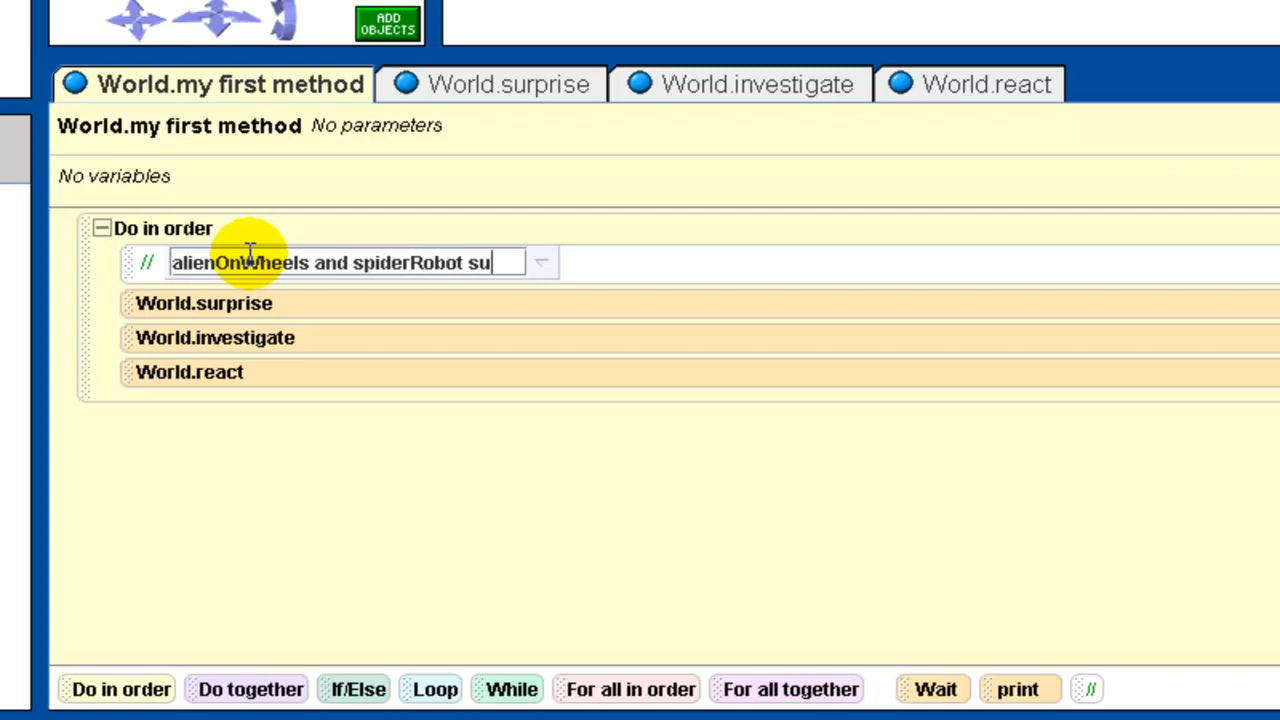 ADD
OBJECTS
World.my first method World.surprise World.investigate World.react
World.my first method No parameters
No variables
Do in order
// alienOnWheels and spiderRobot su
World.surprise
World.investigate
World.react
Do in order Do together If/Else Loop While For all in order For all together Wait print //